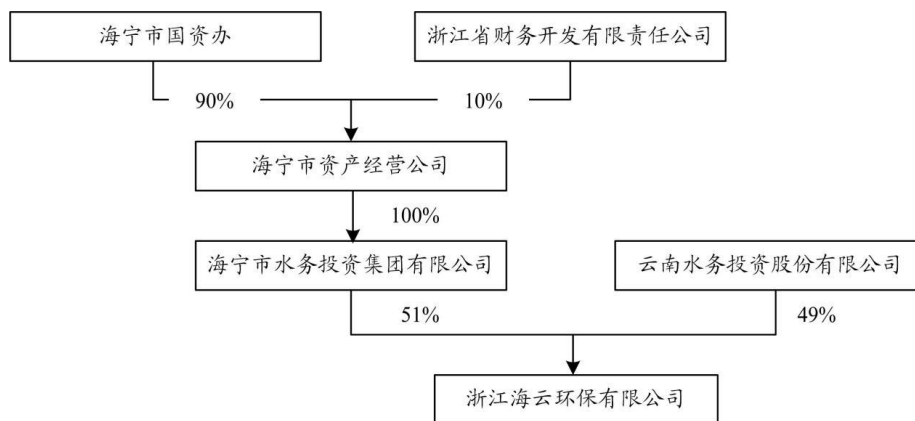 海宁市国资办
浙江省财务开发有限责任公司
90%
10%
海宁市资产经营公司
100%
海宁市水务投资集团有限公司
云南水务投资股份有限公司
51%
49%
浙江海云环保有限公司